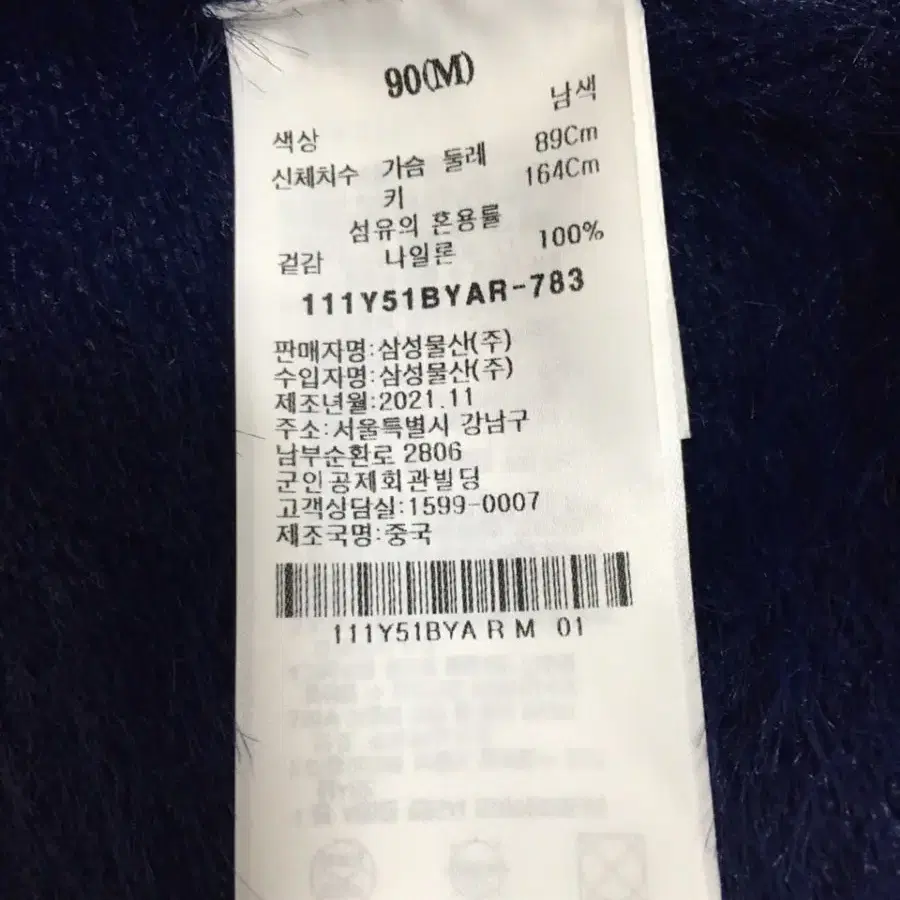 90(M)
색상 남색
신체치수 가슴 둘레 89Cm
키 164Cm
섬유의 혼용률
겉감 나일론 100%
111Y51BYAR-783
판매자명:삼성물산(주)
수입자명:삼성물산(주)
제조년월:2021.11
주소:서울특별시 강남구
남부순환로 2806
군인공제회관빌딩
고객상담실:1599-0007
제조국명:중국
111Y51BYA R M 01